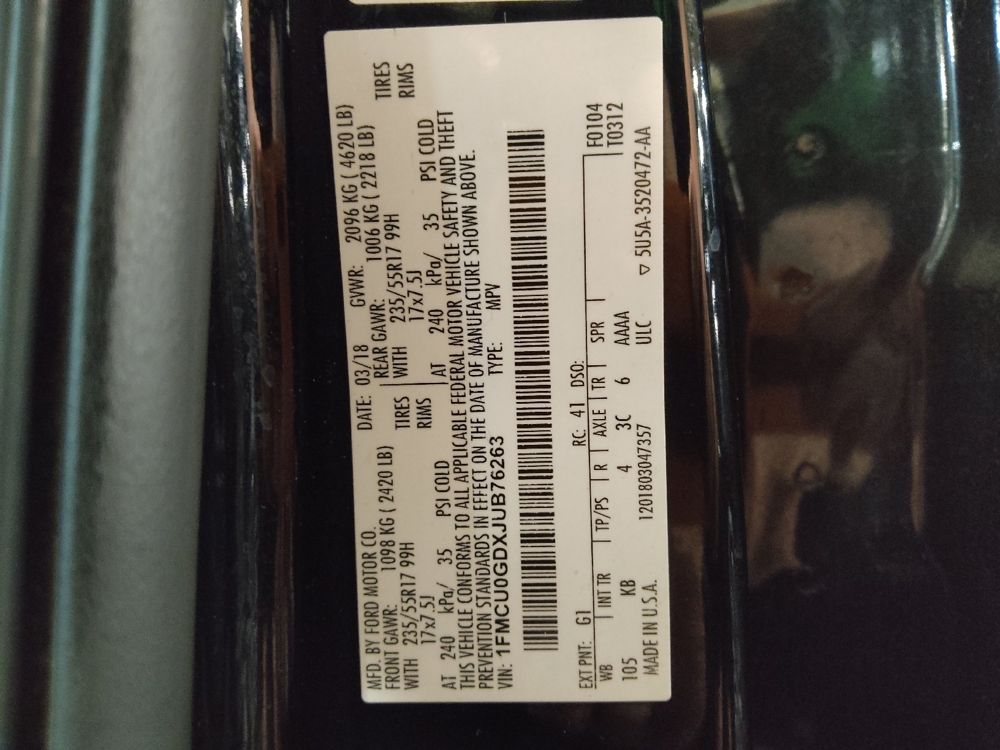 MFD. BY FORD MOTOR CO.
DATE: 03/18 GVWR: 2096 KG ( 4620 LB)
FRONT GAWR: 1098 KG ( 2420 LB)
REAR GAWR: 1006 KG ( 2218 LB)
WITH 235/55R17 99H TIRES
WITH 235/55R17 99H TIRES
17x7.5J RIMS
17x7.5J RIMS
AT 240 kPa/ 35 PSI COLD
AT 240 kPa/ 35 PSI COLD
THIS VEHICLE CONFORMS TO ALL APPLICABLE FEDERAL MOTOR VEHICLE SAFETY AND THEFT
PREVENTION STANDARDS IN EFFECT ON THE DATE OF MANUFACTURE SHOWN ABOVE.
VIN: 1FMCU0GDXJUB76263 TYPE: MPV
EXT PNT: G1 RC: 41 DSO: F0104
WB INT TR TP/PS R AXLE TR SPR T0312
105 KB 4 3C 6 AAAA
MADE IN U.S.A. 1201803047357 ULC ▽ 5U5A-3520472-AA